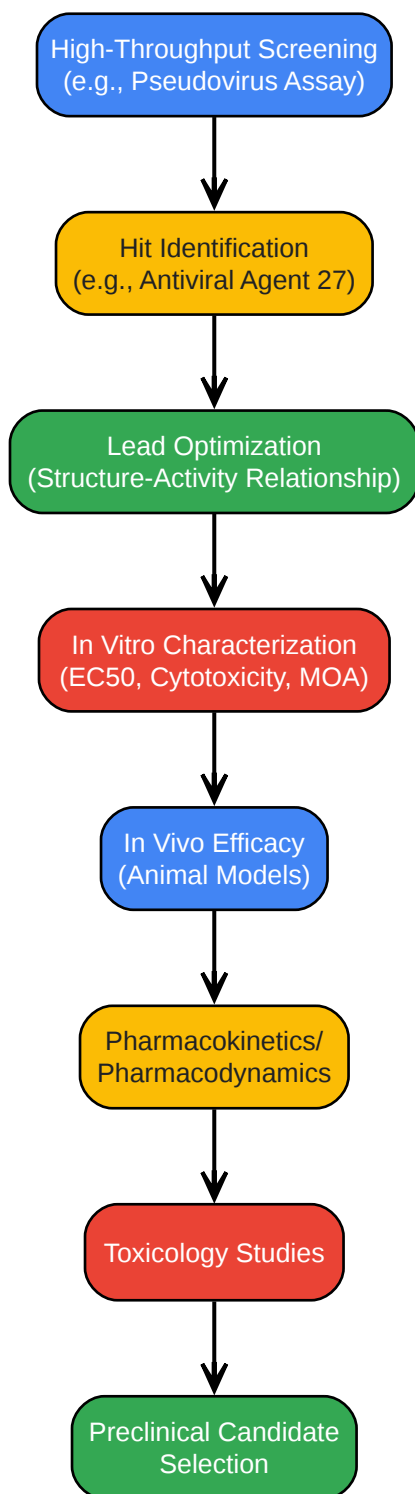 High-Throughput Screening
(e.g., Pseudovirus Assay)
Hit Identification
(e.g., Antiviral Agent 27)
Lead Optimization
(Structure-Activity Relationship)
In Vitro Characterization
(EC50, Cytotoxicity, MOA)
In Vivo Efficacy
(Animal Models)
Pharmacokinetics/
Pharmacodynamics
Toxicology Studies
Preclinical Candidate
Selection